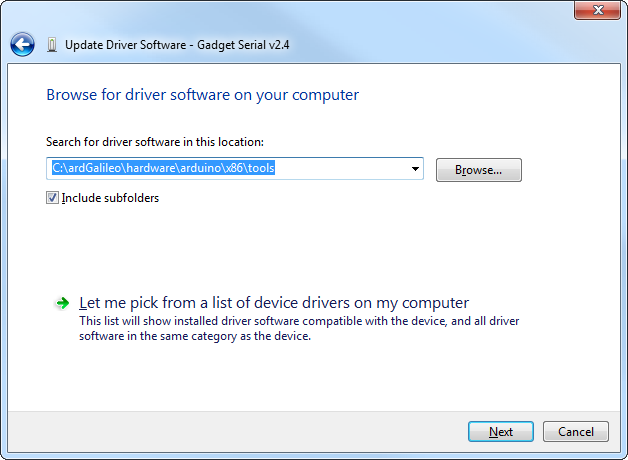 Update Driver Software - Gadget Serial v2.4
Browse for driver software on your computer
Search for driver software in this location:
C:\ardGalileo\hardware\arduino\x86\tools
Browse...
Include subfolders
Let me pick from a list of device drivers on my computer
This list will show installed driver software compatible with the device, and all driver
software in the same category as the device.
Next
Cancel